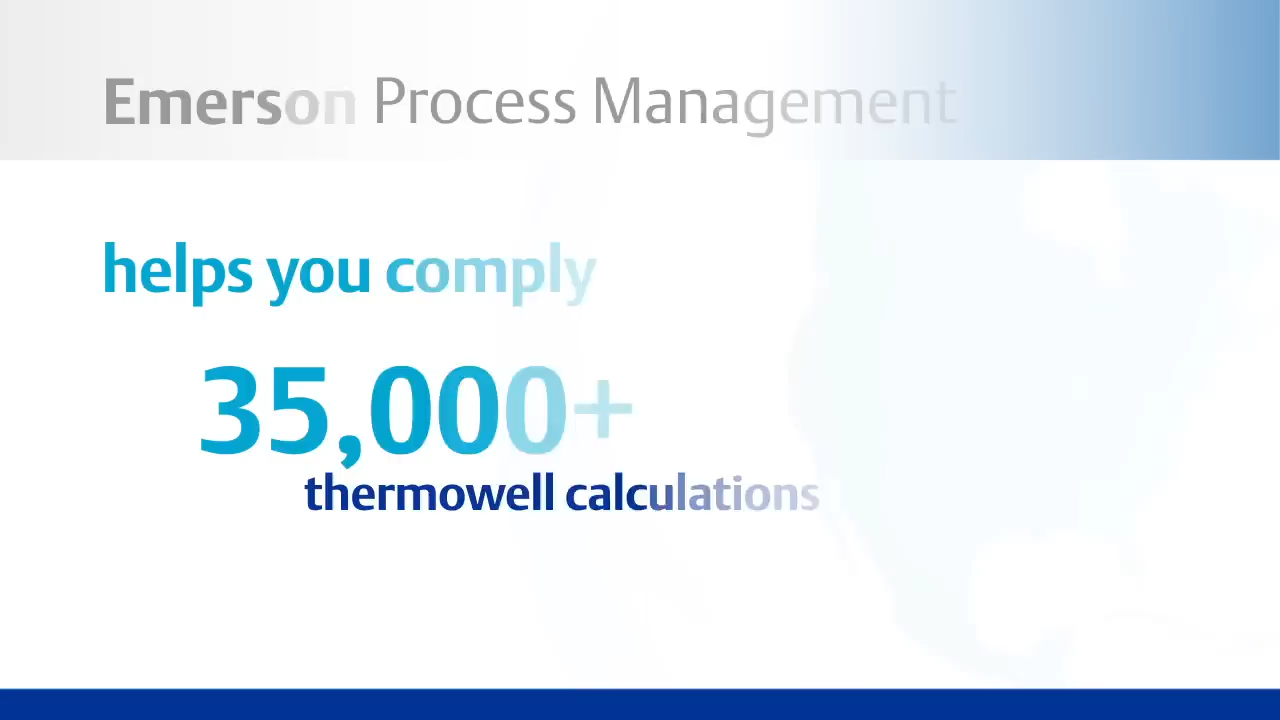 Emerson Process Management
helps you comply
35,000+
thermowell calculations